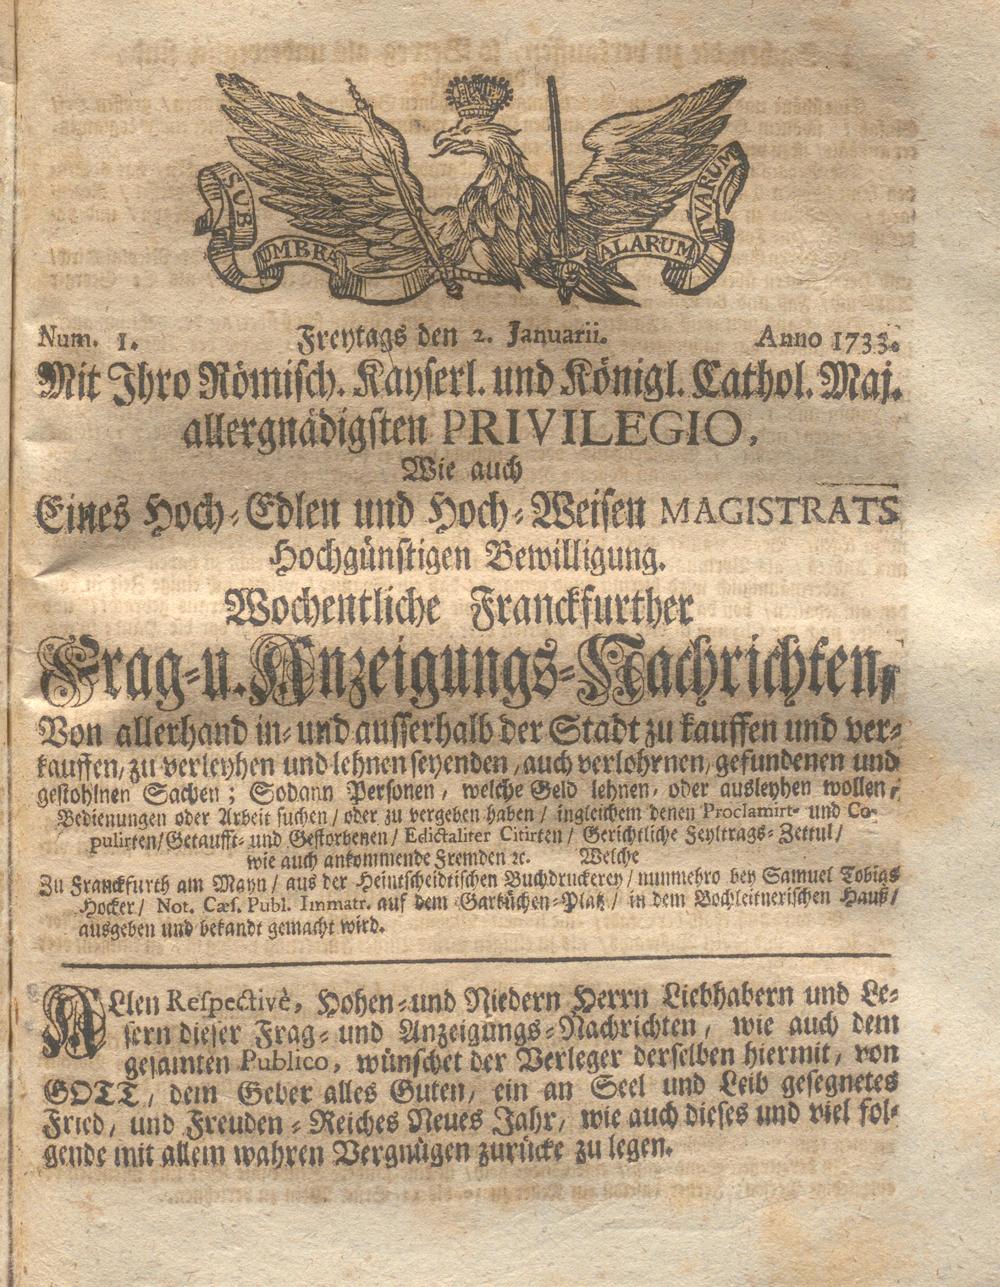 SUB UMBRA ALARUM TVARUM
Num. 1. Freytags den 2. Januarii. Anno 1733.
Mit Ihro Römisch. Kayserl. und Königl. Cathol. Maj.
allergnädigsten PRIVILEGIO,
Wie auch
Eines Hoch-Edlen und Hoch-Weisen MAGISTRATS
Hochgünstigen Bewilligung.
Wochentliche Franckfurther
Frag-u. Anzeigungs-Nachrichten,
Von allerhand in- und ausserhalb der Stadt zu kauffen und ver-
kauffen, zu verleyhen und lehnen seyenden, auch verlohrnen, gefundenen und
gestohlnen Sachen; Sodann Personen, welche Geld lehnen, oder ausleyhen wollen,
Bedienungen oder Arbeit suchen / oder zu vergeben haben / ingleichem denen Proclamirt- und Co-
pulirten / Getaufft- und Gestorbenen / Edictaliter Citirten / Gerichtliche Feyltrags-Zettul /
wie auch ankommende Fremden ꝛc. Welche
Zu Franckfurth am Mayn / aus der Heintscheidtischen Buchdruckerey / nunmehro bey Samuel Tobias
Hocker / Not. Cæs. Publ. Immatr. auf dem Garküchen-Platz / in dem Bochleitnerischen Hauß /
ausgeben und bekandt gemacht wird.
ALlen Respectivè, Hohen- und Niedern Herrn Liebhabern und Le-
sern dieser Frag- und Anzeigungs-Nachrichten, wie auch dem
gesamten Publico, wünschet der Verleger derselben hiermit, von
GOTT, dem Geber alles Guten, ein an Seel und Leib gesegnetes
Fried, und Freuden-Reiches Neues Jahr, wie auch dieses und viel fol-
gende mit allem wahren Vergnügen zurücke zu legen.